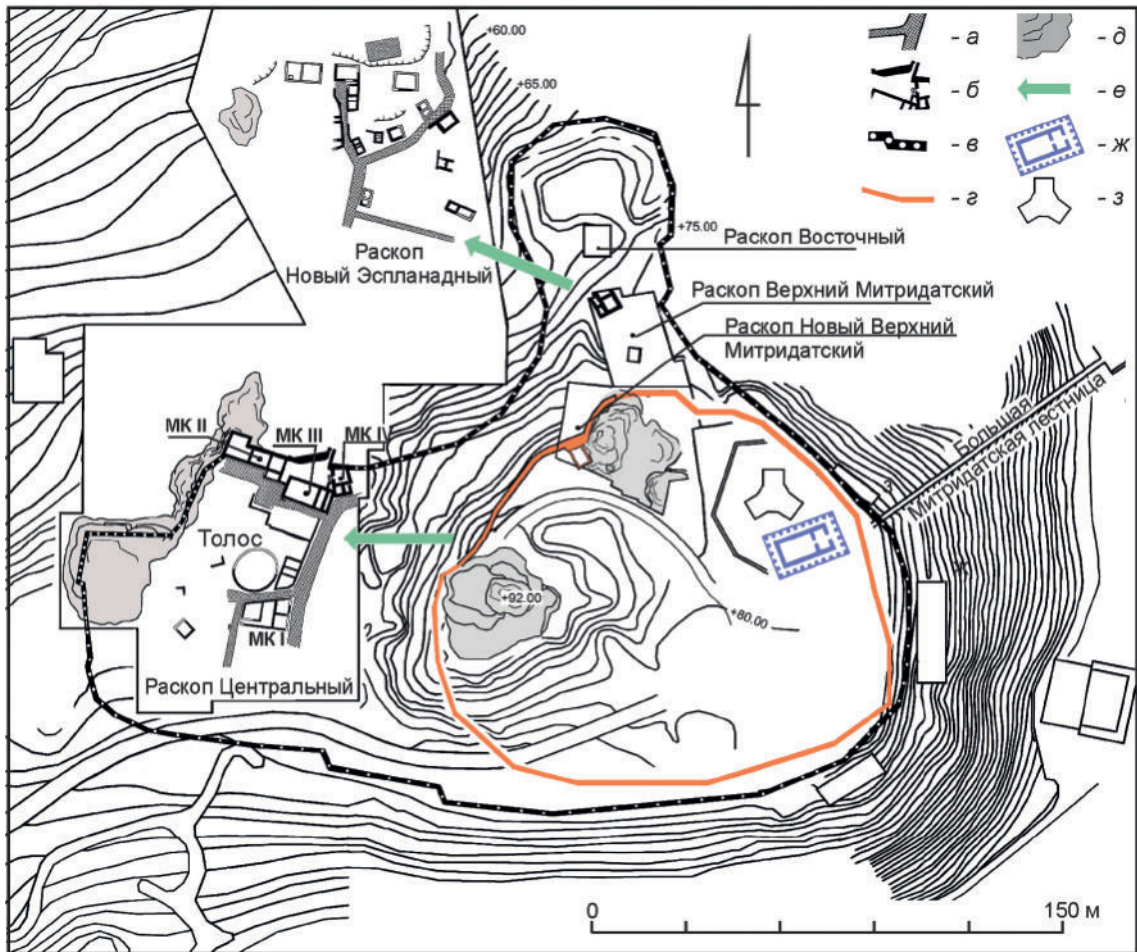 +60.00
+65.00
- а
- б
- в
- г
- д
- е
- ж
- з
+75.00
Раскоп
Новый Эспланадный
Раскоп Восточный
Раскоп Верхний Митридатский
Раскоп Новый Верхний
Митридатский
Большая
Митридатская лестница
МК II
МК III
МК IV
Толос
МК I
Раскоп Центральный
+92.00
+80.00
0
150 м